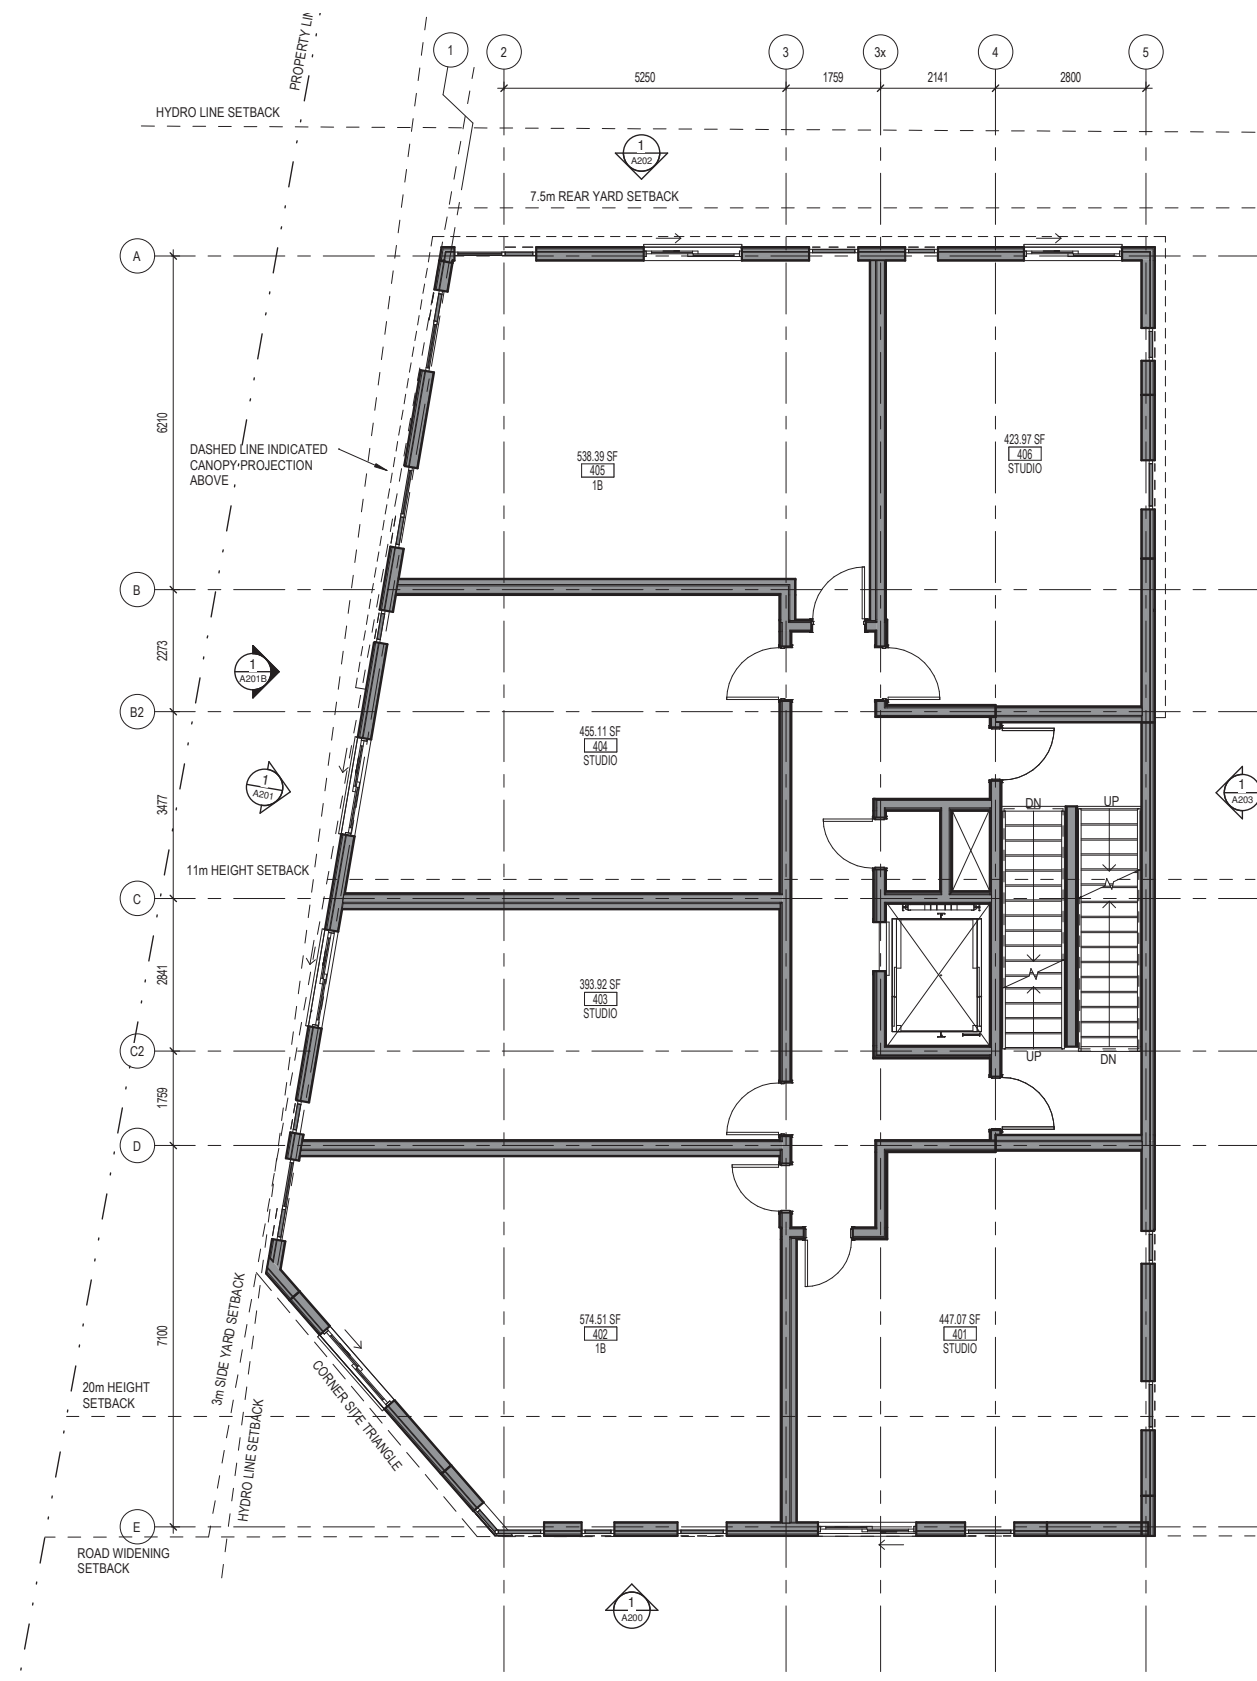 PROPERTY LIN
1
2
3
3x
4
5
5250
1759
2141
2800
HYDRO LINE SETBACK
1
A202
7.5m REAR YARD SETBACK
A
6210
DASHED LINE INDICATED
CANOPY PROJECTION
ABOVE
538.39 SF
405
1B
423.97 SF
406
STUDIO
B
2273
1
A201B
B2
455.11 SF
404
STUDIO
1
A201
3477
1
A203
DN
UP
11m HEIGHT SETBACK
C
2841
393.92 SF
403
STUDIO
C2
UP
DN
1759
D
7100
3m SIDE YARD SETBACK
574.51 SF
402
1B
447.07 SF
401
STUDIO
20m HEIGHT
SETBACK
CORNER SITE TRIANGLE
HYDRO LINE SETBACK
E
ROAD WIDENING
SETBACK
1
A200